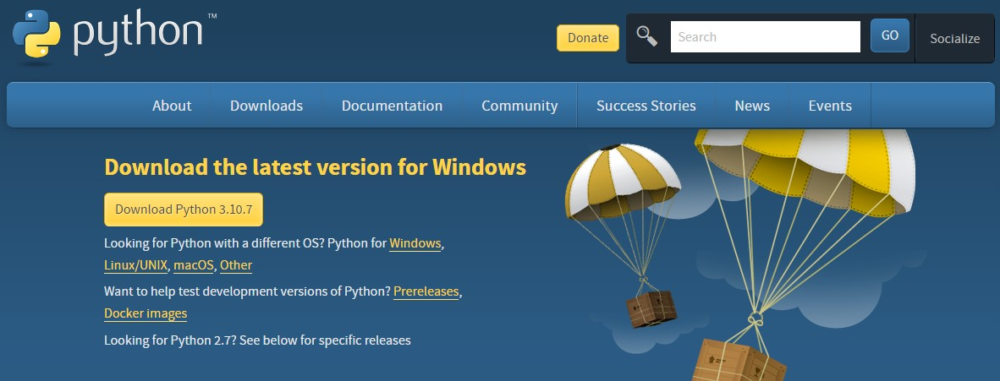 python™
Donate
Search
GO
Socialize
About Downloads Documentation Community Success Stories News Events
Download the latest version for Windows
Download Python 3.10.7
Looking for Python with a different OS? Python for Windows,
Linux/UNIX, macOS, Other
Want to help test development versions of Python? Prereleases,
Docker images
Looking for Python 2.7? See below for specific releases